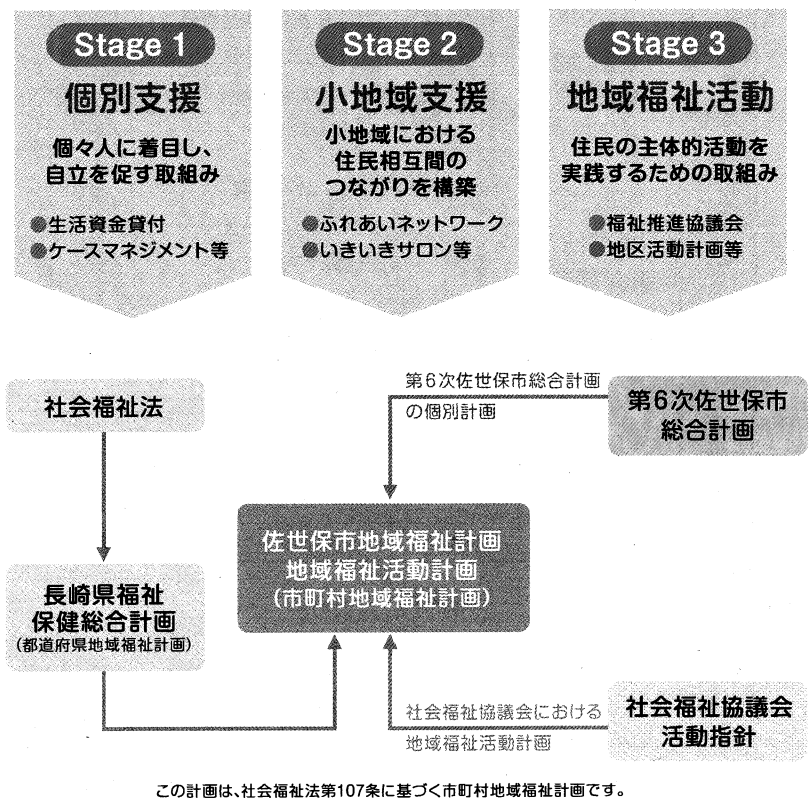 Stage 1
個別支援
個々人に着目し、
自立を促す取組み
●生活資金貸付
●ケースマネジメント等
Stage 2
小地域支援
小地域における
住民相互間の
つながりを構築
●ふれあいネットワーク
●いきいきサロン等
Stage 3
地域福祉活動
住民の主体的活動を
実践するための取組み
●福祉推進協議会
●地区活動計画等
社会福祉法
第6次佐世保市総合計画
の個別計画
第6次佐世保市
総合計画
佐世保市地域福祉計画
地域福祉活動計画
(市町村地域福祉計画)
長崎県福祉
保健総合計画
(都道府県地域福祉計画)
社会福祉協議会における
地域福祉活動計画
社会福祉協議会
活動指針
この計画は、社会福祉法第107条に基づく市町村地域福祉計画です。